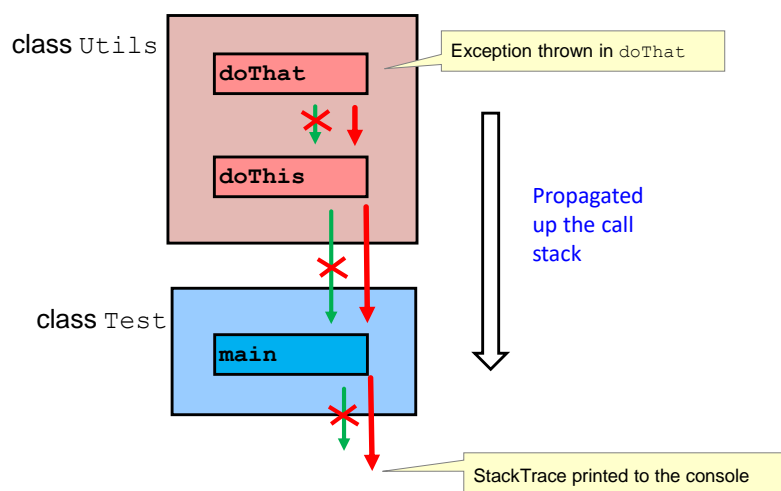 class Utils
Exception thrown in doThat
doThat
doThis
Propagated
up the call
stack
class Test
main
StackTrace printed to the console